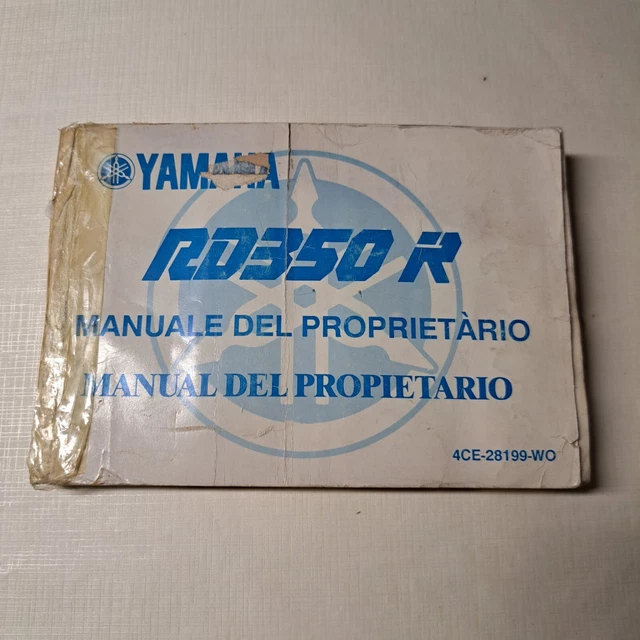 YAMAHA
RD350 R
MANUALE DEL PROPRIETÀRIO
MANUAL DEL PROPIETARIO
4CE-28199-WO